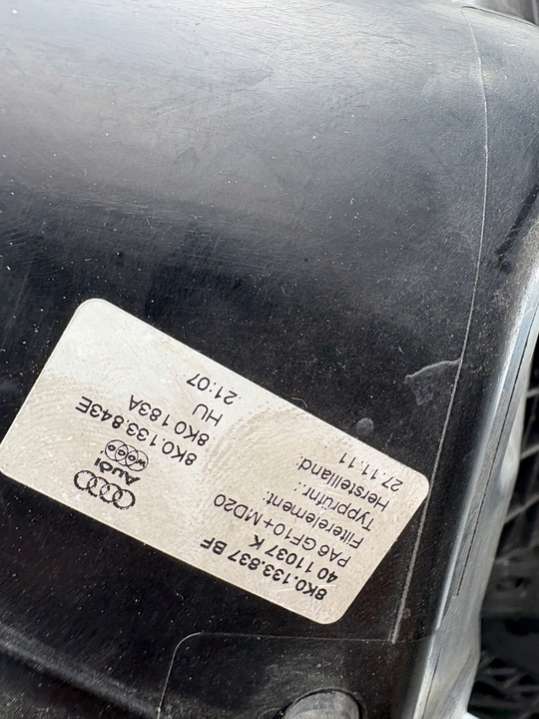 8K0.133.837 BF
40 11037 K
PA6 GF10+MD20
Filterelement: 8K0.133.843E
Typprüfnr.: 8K0 183A
Herstelland: HU
27.11.11 21:07
AUDI